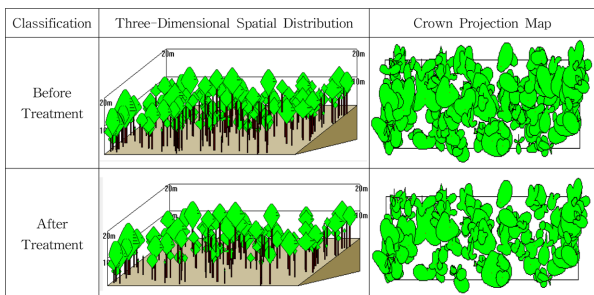 Classification Three-Dimensional Spatial Distribution Crown Projection Map
Before
Treatment
20m 20m
10m
20m
After
Treatment
20m 20m
20m